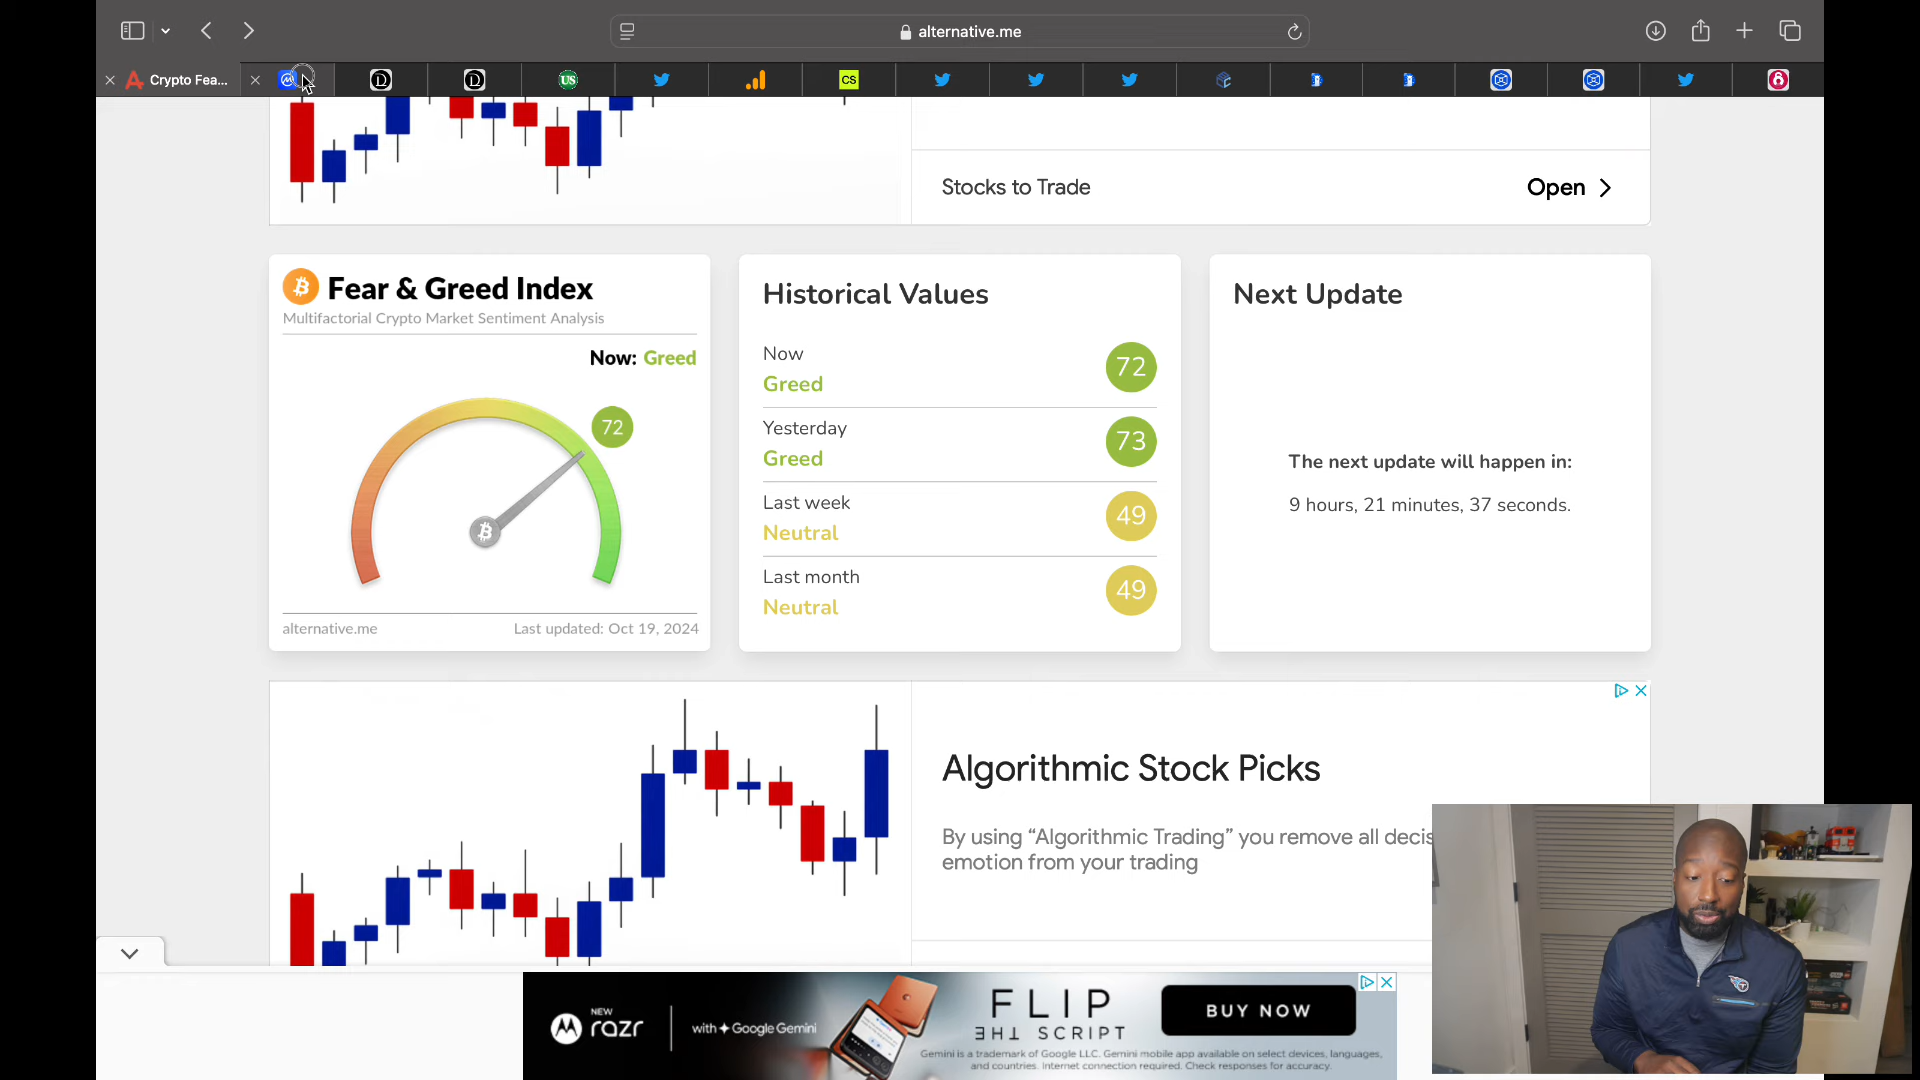 alternative.me
Crypto Fea...
US
CS
Stocks to Trade
Open
Fear & Greed Index
Multifactorial Crypto Market Sentiment Analysis
Now: Greed
72
alternative.me
Last updated: Oct 19, 2024
Historical Values
Now
Greed
72
Yesterday
Greed
73
Last week
Neutral
49
Last month
Neutral
49
Next Update
The next update will happen in:
9 hours, 21 minutes, 37 seconds.
Algorithmic Stock Picks
By using “Algorithmic Trading” you remove all decis
emotion from your trading
NEW
razr
with Google Gemini
FLIP
THE SCRIPT
BUY NOW
Gemini is a trademark of Google LLC. Gemini mobile app available on select devices, languages,
and countries. Internet connection required. Check responses for accuracy.